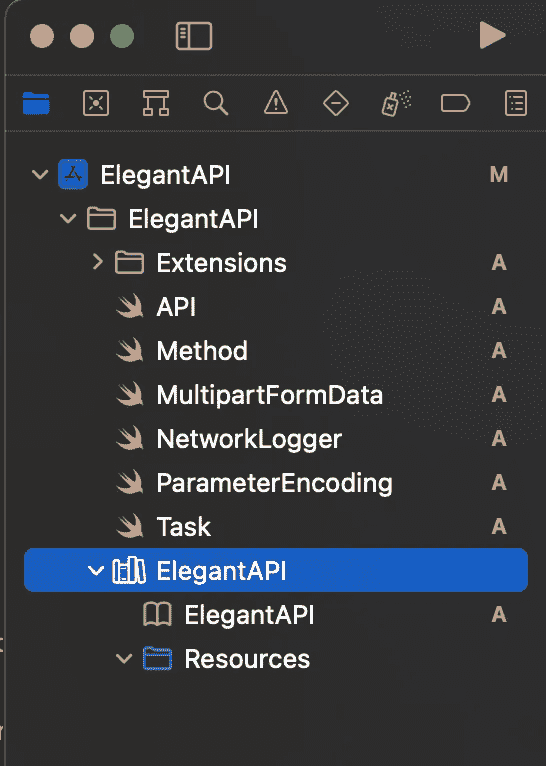 ElegantAPI M
ElegantAPI
Extensions A
API A
Method A
MultipartFormData A
NetworkLogger A
ParameterEncoding A
Task A
ElegantAPI
ElegantAPI A
Resources